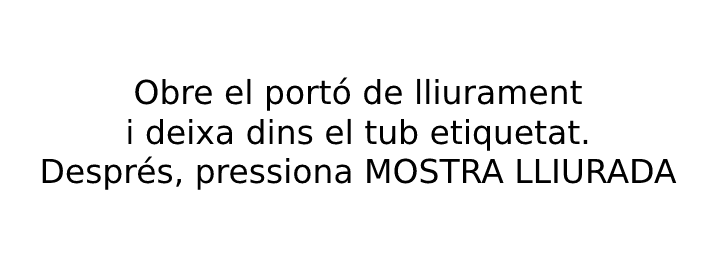 Obre el portó de lliurament
i deixa dins el tub etiquetat.
Després, pressiona MOSTRA LLIURADA